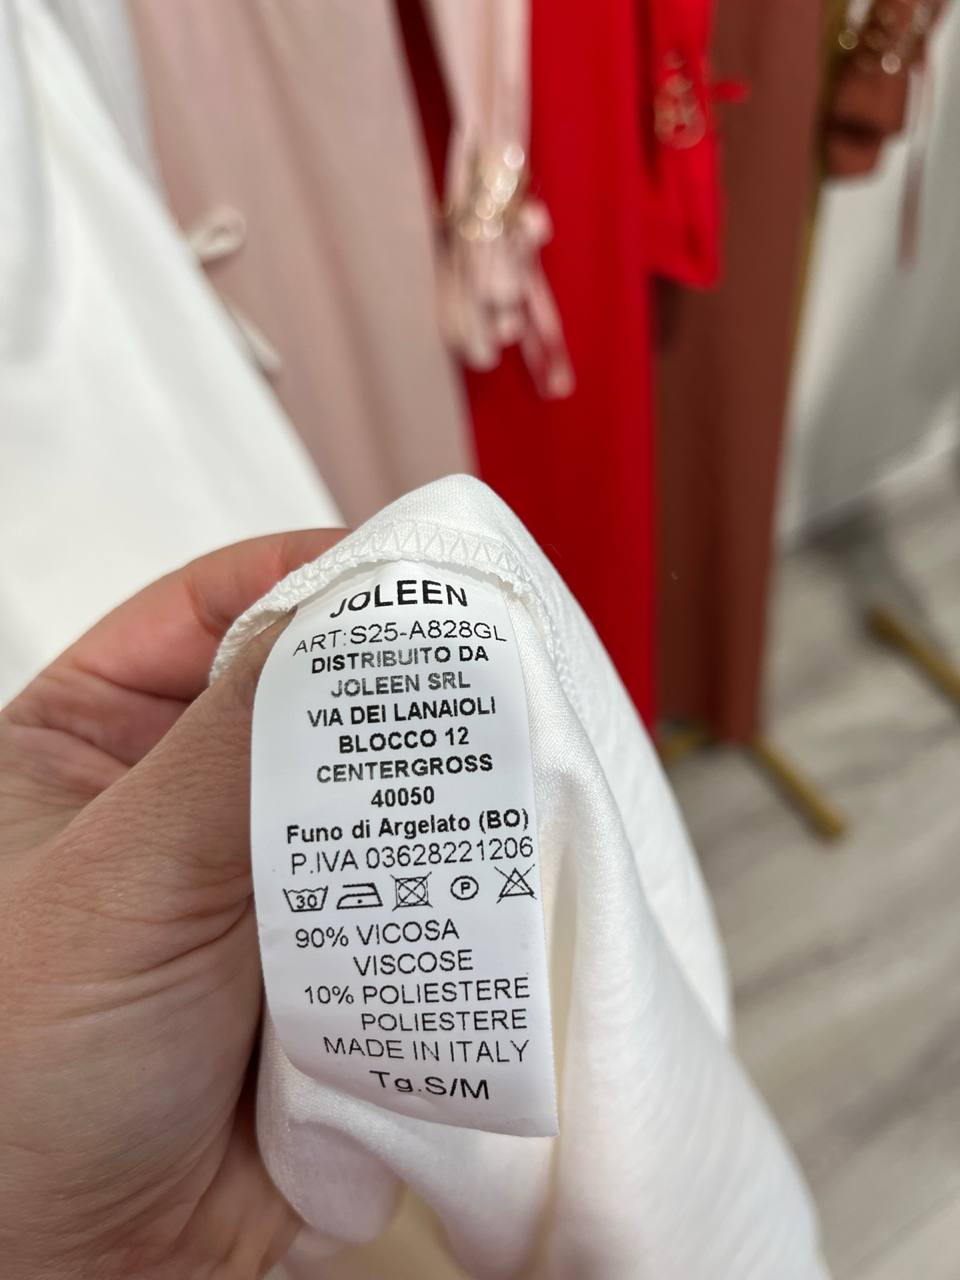 JOLEEN
ART:S25-A828GL
DISTRIBUITO DA
JOLEEN SRL
VIA DEI LANAIOLI
BLOCCO 12
CENTERGROSS
40050
Funo di Argelato (BO)
P.IVA 03628221206
30 P
90% VICOSA
VISCOSE
10% POLIESTERE
POLIESTERE
MADE IN ITALY
Tg.S/M